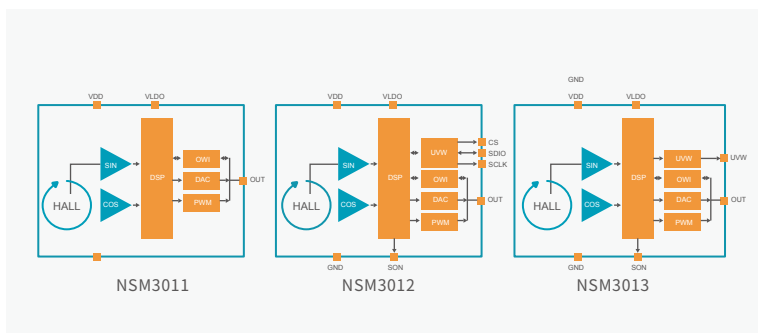 VDD
VLDO
SIN
COS
HALL
DSP
OWI
DAC
PWM
OUT
NSM3011
VDD
VLDO
SIN
COS
HALL
DSP
UVW
OWI
DAC
PWM
CS
SDIO
SCLK
OUT
GND
SON
NSM3012
GND
VDD
VLDO
SIN
COS
HALL
DSP
UVW
OWI
DAC
PWM
UVW
OUT
GND
SON
NSM3013